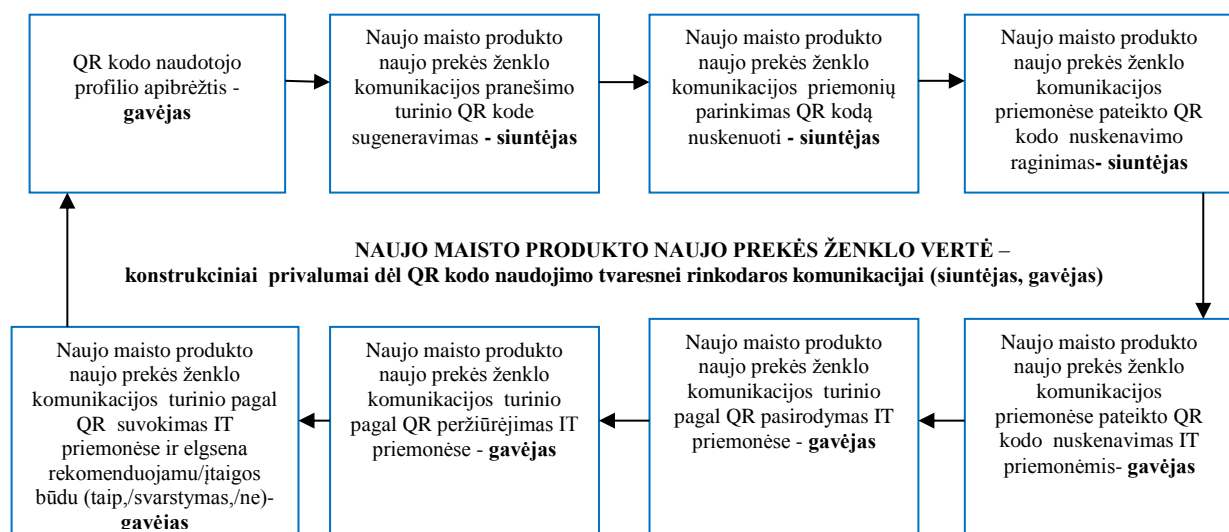 QR kodo naudotojo
profilio apibrėžtis -
gavėjas
Naujo maisto produkto
naujo prekės ženklo
komunikacijos pranešimo
turinio QR kode
sugeneravimas - siuntėjas
Naujo maisto produkto
naujo prekės ženklo
komunikacijos priemonių
parinkimas QR kodą
nuskenuoti - siuntėjas
Naujo maisto produkto
naujo prekės ženklo
komunikacijos
priemonėse pateikto QR
kodo nuskenavimo
raginimas- siuntėjas
NAUJO MAISTO PRODUKTO NAUJO PREKĖS ŽENKLO VERTĖ –
konstrukciniai privalumai dėl QR kodo naudojimo tvaresnei rinkodaros komunikacijai (siuntėjas, gavėjas)
Naujo maisto produkto
naujo prekės ženklo
komunikacijos turinio pagal
QR suvokimas IT
priemonėse ir elgsena
rekomenduojamu/įtaigos
būdu (taip,/svarstymas,/ne)-
gavėjas
Naujo maisto produkto
naujo prekės ženklo
komunikacijos turinio
pagal QR peržiūrėjimas IT
priemonėse - gavėjas
Naujo maisto produkto
naujo prekės ženklo
komunikacijos turinio
pagal QR pasirodymas IT
priemonėse - gavėjas
Naujo maisto produkto
naujo prekės ženklo
komunikacijos
priemonėse pateikto QR
kodo nuskenavimas IT
priemonėmis- gavėjas